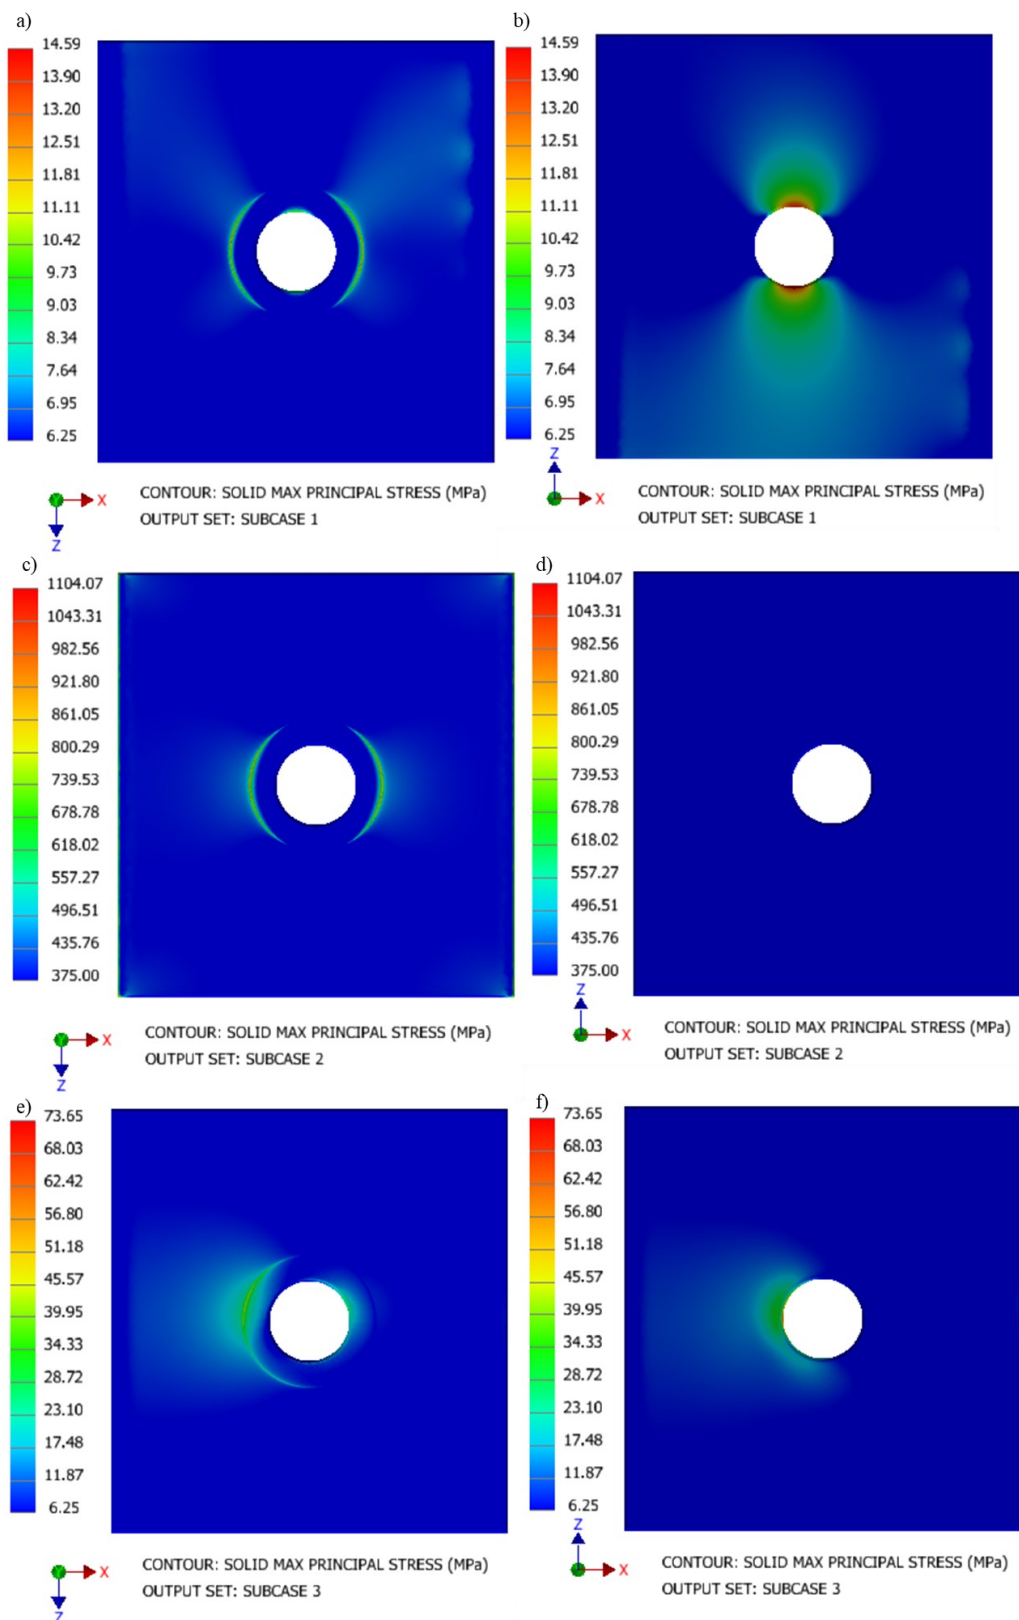 a)
14.59
13.90
13.20
12.51
11.81
11.11
10.42
9.73
9.03
8.34
7.64
6.95
6.25
Y
X
Z
CONTOUR: SOLID MAX PRINCIPAL STRESS (MPa)
OUTPUT SET: SUBCASE 1
b)
14.59
13.90
13.20
12.51
11.81
11.11
10.42
9.73
9.03
8.34
7.64
6.95
6.25
Z
X
CONTOUR: SOLID MAX PRINCIPAL STRESS (MPa)
OUTPUT SET: SUBCASE 1
c)
1104.07
1043.31
982.56
921.80
861.05
800.29
739.53
678.78
618.02
557.27
496.51
435.76
375.00
Y
X
Z
CONTOUR: SOLID MAX PRINCIPAL STRESS (MPa)
OUTPUT SET: SUBCASE 2
d)
1104.07
1043.31
982.56
921.80
861.05
800.29
739.53
678.78
618.02
557.27
496.51
435.76
375.00
Z
X
CONTOUR: SOLID MAX PRINCIPAL STRESS (MPa)
OUTPUT SET: SUBCASE 2
e)
73.65
68.03
62.42
56.80
51.18
45.57
39.95
34.33
28.72
23.10
17.48
11.87
6.25
Y
X
Z
CONTOUR: SOLID MAX PRINCIPAL STRESS (MPa)
OUTPUT SET: SUBCASE 3
f)
73.65
68.03
62.42
56.80
51.18
45.57
39.95
34.33
28.72
23.10
17.48
11.87
6.25
Z
X
CONTOUR: SOLID MAX PRINCIPAL STRESS (MPa)
OUTPUT SET: SUBCASE 3